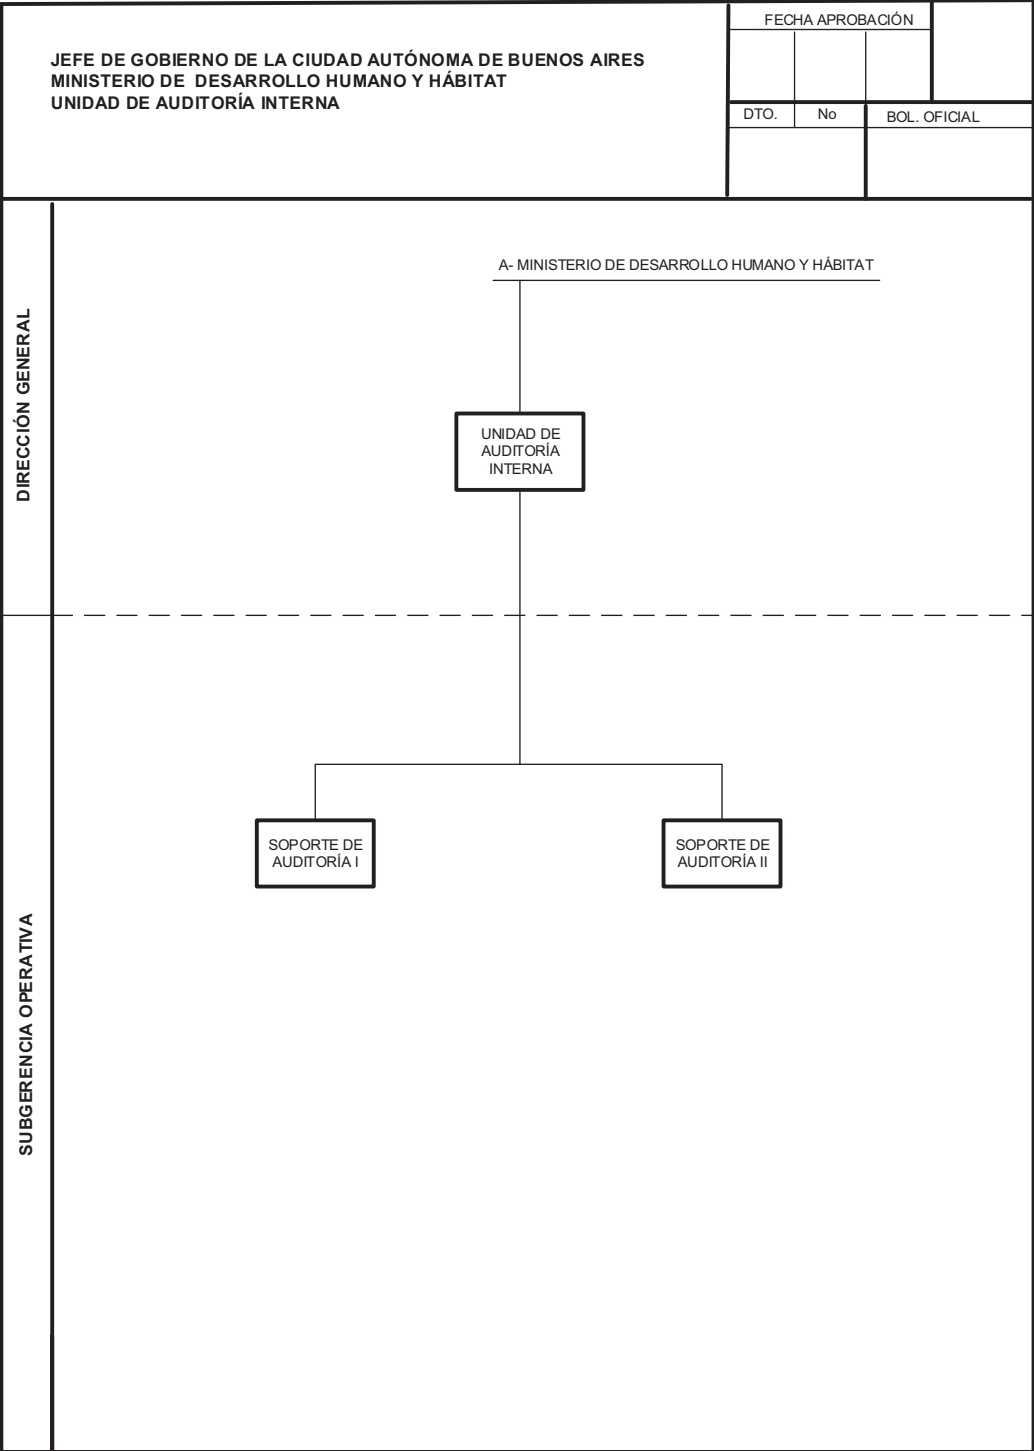 JEFE DE GOBIERNO DE LA CIUDAD AUTÓNOMA DE BUENOS AIRES
MINISTERIO DE DESARROLLO HUMANO Y HÁBITAT
UNIDAD DE AUDITORÍA INTERNA
FECHA APROBACIÓN
DTO.
No
BOL. OFICIAL
DIRECCIÓN GENERAL
A- MINISTERIO DE DESARROLLO HUMANO Y HÁBITAT
UNIDAD DE
AUDITORÍA
INTERNA
SUBGERENCIA OPERATIVA
SOPORTE DE
AUDITORÍA I
SOPORTE DE
AUDITORÍA II